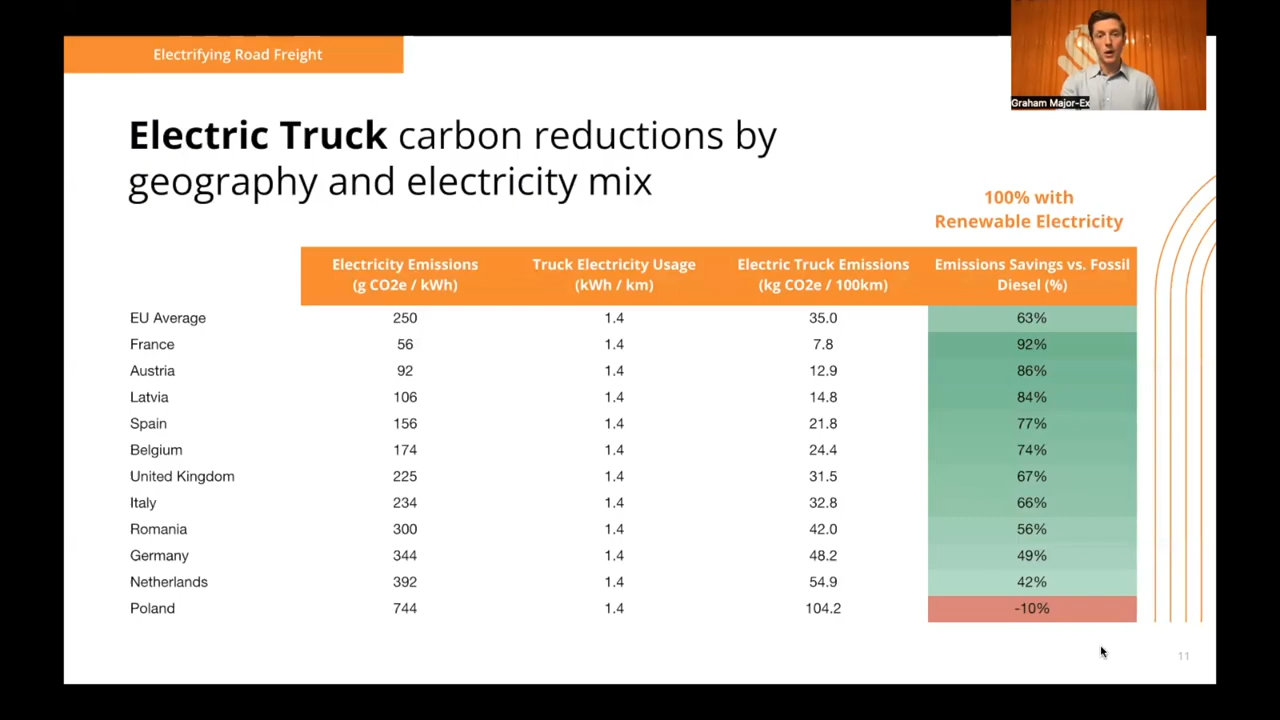 Electrifying Road Freight
Graham Major-Ex
Electric Truck carbon reductions by
geography and electricity mix
100% with
Renewable Electricity
Electricity Emissions
(g CO2e / kWh)
Truck Electricity Usage
(kWh / km)
Electric Truck Emissions
(kg CO2e / 100km)
Emissions Savings vs. Fossil
Diesel (%)
EU Average 250 1.4 35.0 63%
France 56 1.4 7.8 92%
Austria 92 1.4 12.9 86%
Latvia 106 1.4 14.8 84%
Spain 156 1.4 21.8 77%
Belgium 174 1.4 24.4 74%
United Kingdom 225 1.4 31.5 67%
Italy 234 1.4 32.8 66%
Romania 300 1.4 42.0 56%
Germany 344 1.4 48.2 49%
Netherlands 392 1.4 54.9 42%
Poland 744 1.4 104.2 -10%
11